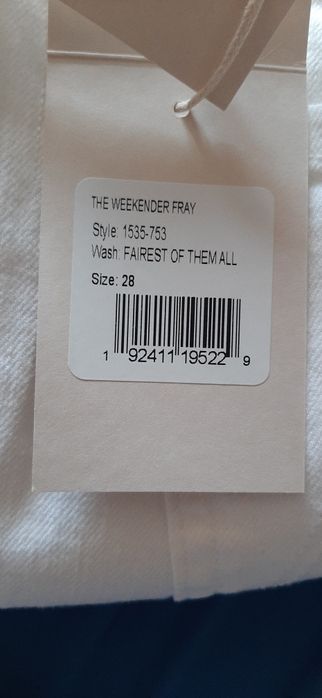 THE WEEKENDER FRAY
Style: 1535-753
Wash: FAIREST OF THEM ALL
Size: 28
1 92411 19522 9